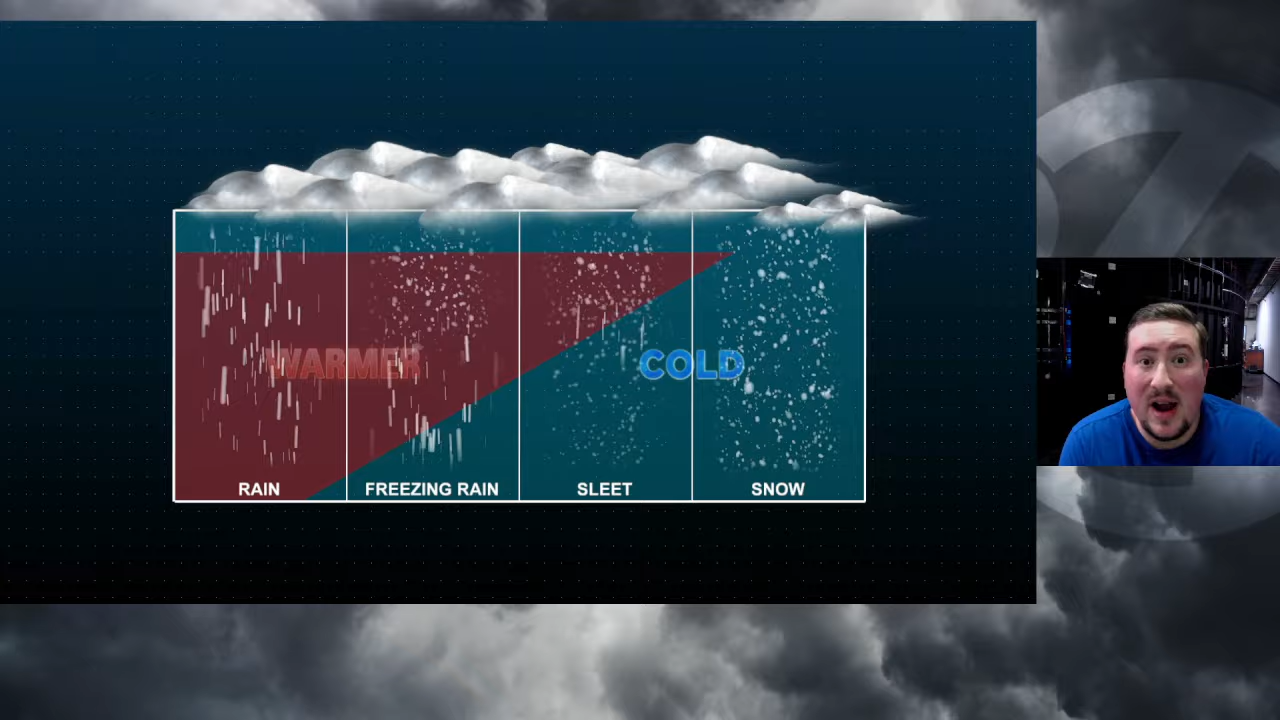 WARMER
COLD
RAIN
FREEZING RAIN
SLEET
SNOW